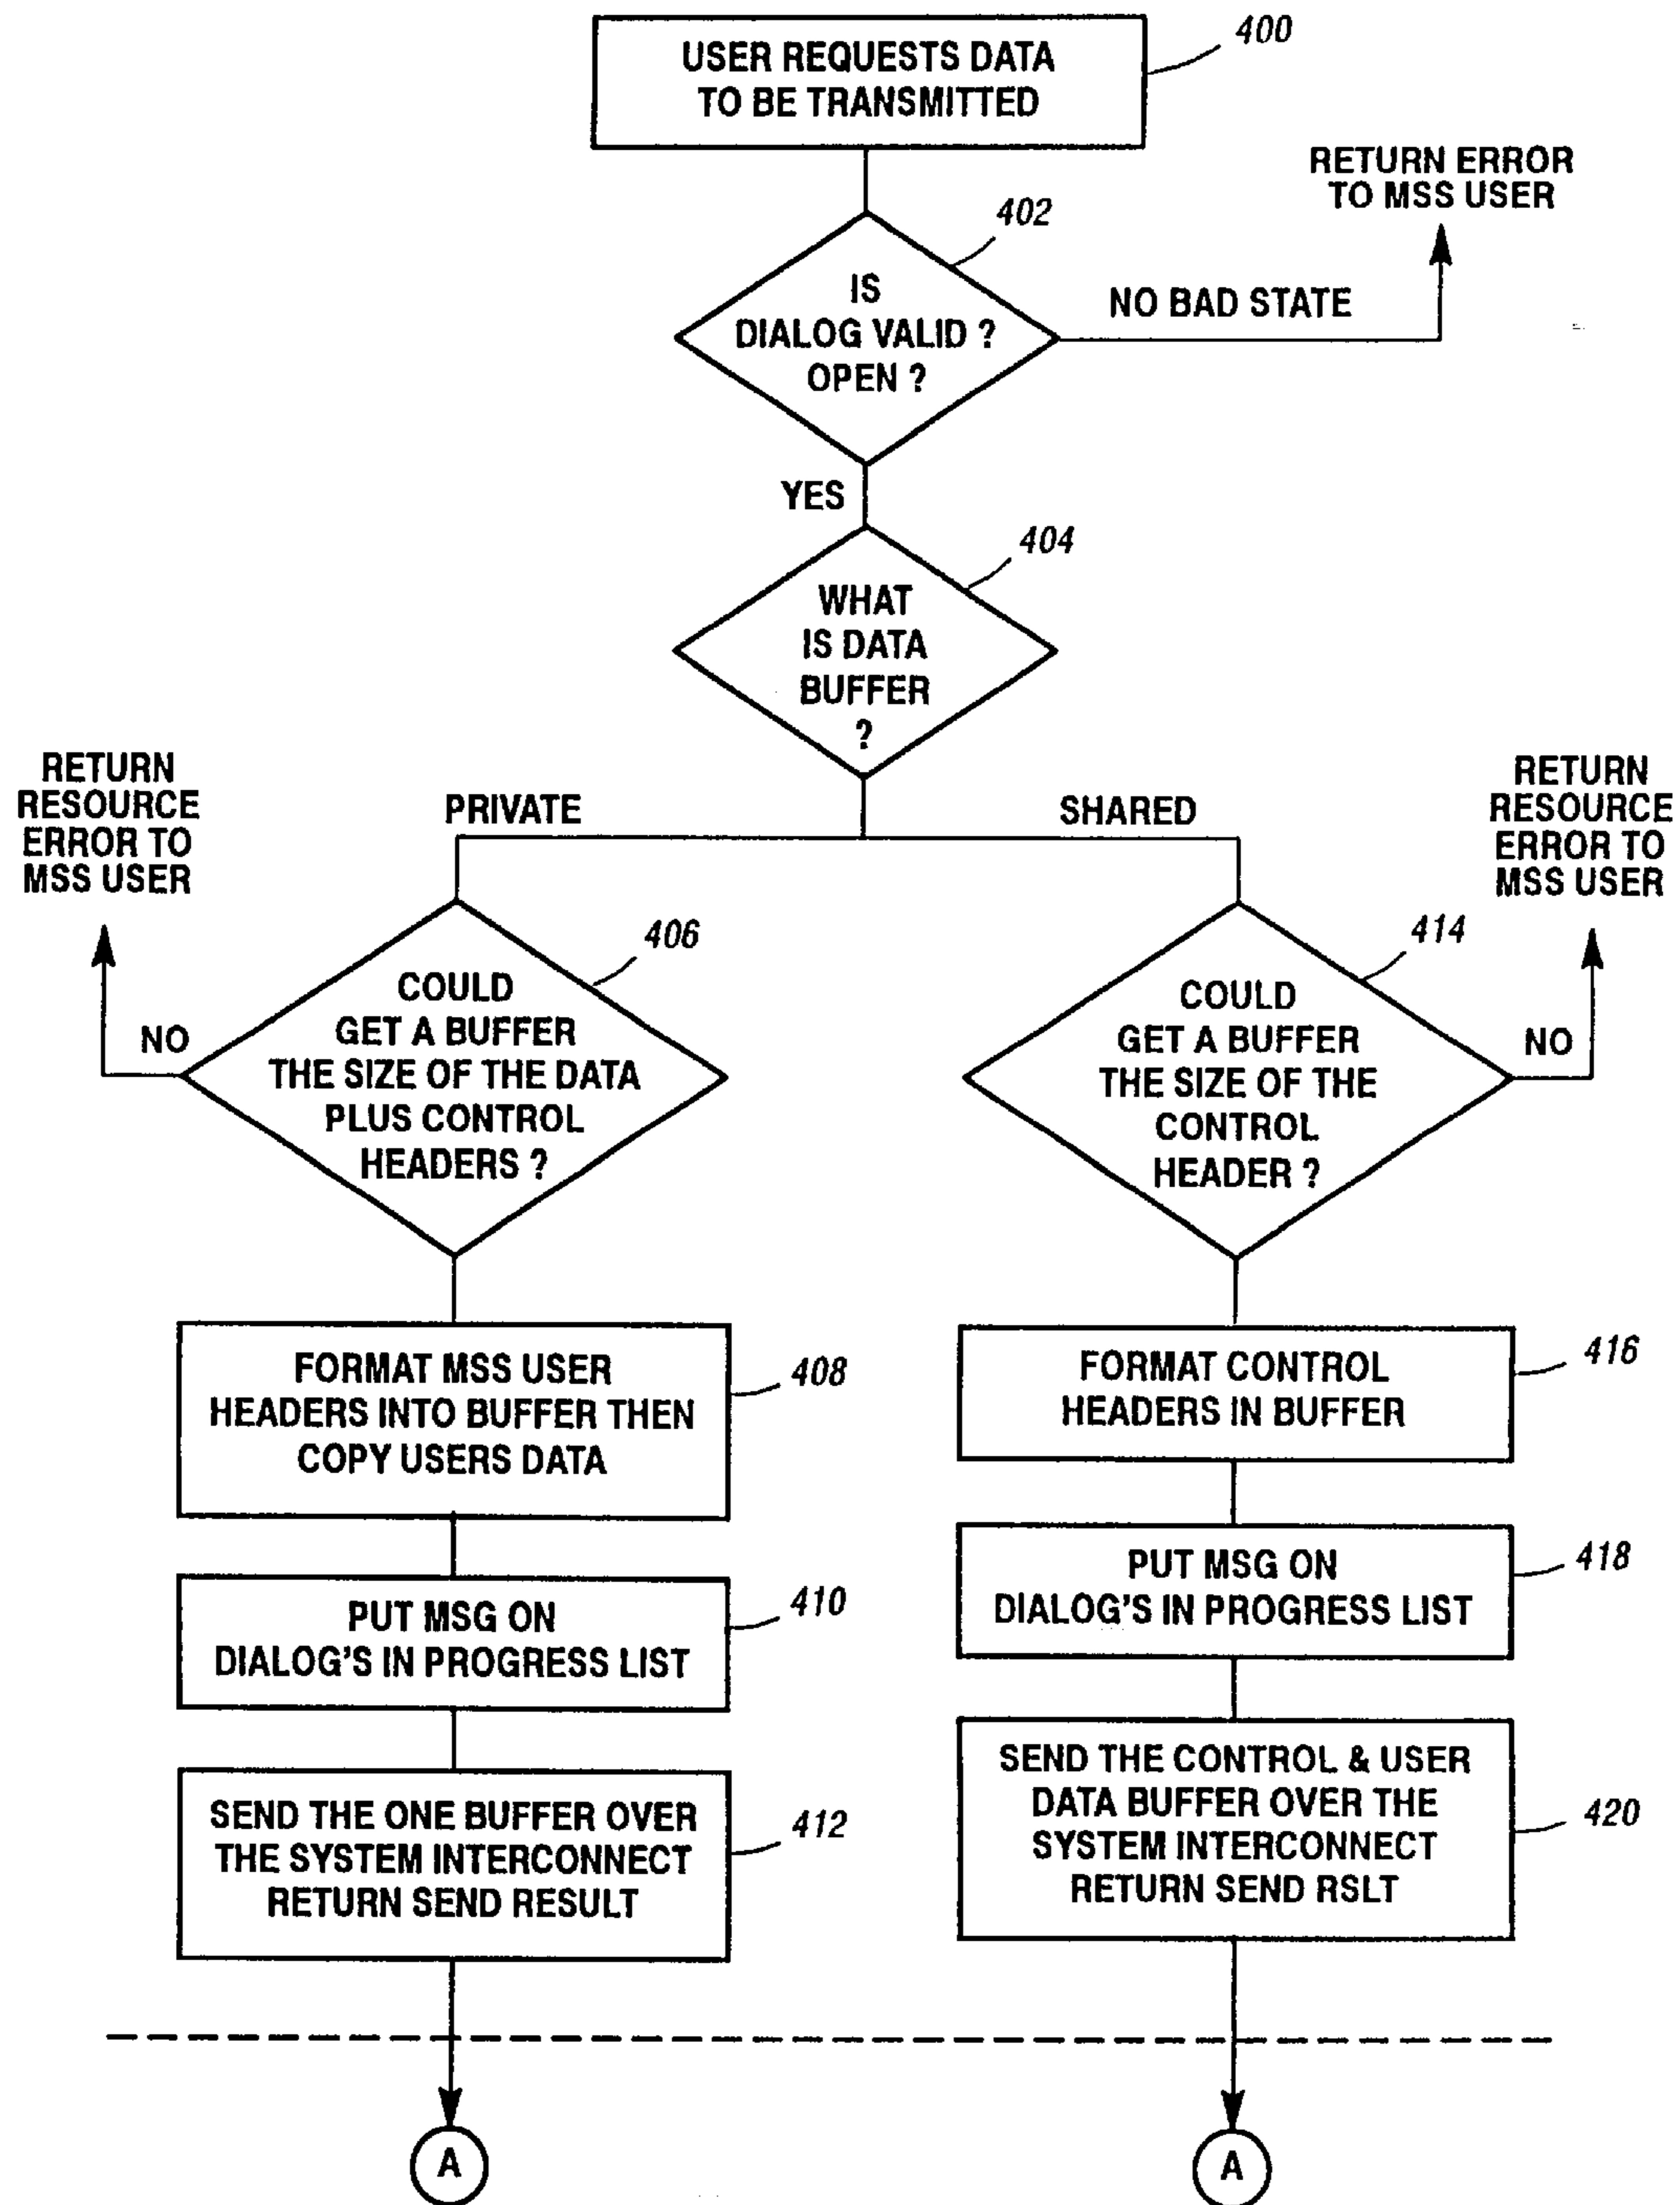 USER REQUESTS DATA
TO BE TRANSMITTED
400
RETURN ERROR
TO MSS USER
402
IS
DIALOG VALID ?
OPEN ?
NO BAD STATE
YES
404
WHAT
IS DATA
BUFFER
?
PRIVATE
SHARED
RETURN
RESOURCE
ERROR TO
MSS USER
RETURN
RESOURCE
ERROR TO
MSS USER
406
COULD
GET A BUFFER
THE SIZE OF THE DATA
PLUS CONTROL
HEADERS ?
NO
414
COULD
GET A BUFFER
THE SIZE OF THE
CONTROL
HEADER ?
NO
FORMAT MSS USER
HEADERS INTO BUFFER THEN
COPY USERS DATA
408
FORMAT CONTROL
HEADERS IN BUFFER
416
PUT MSG ON
DIALOG'S IN PROGRESS LIST
410
PUT MSG ON
DIALOG'S IN PROGRESS LIST
418
SEND THE ONE BUFFER OVER
THE SYSTEM INTERCONNECT
RETURN SEND RESULT
412
SEND THE CONTROL & USER
DATA BUFFER OVER THE
SYSTEM INTERCONNECT
RETURN SEND RSLT
420
A
A